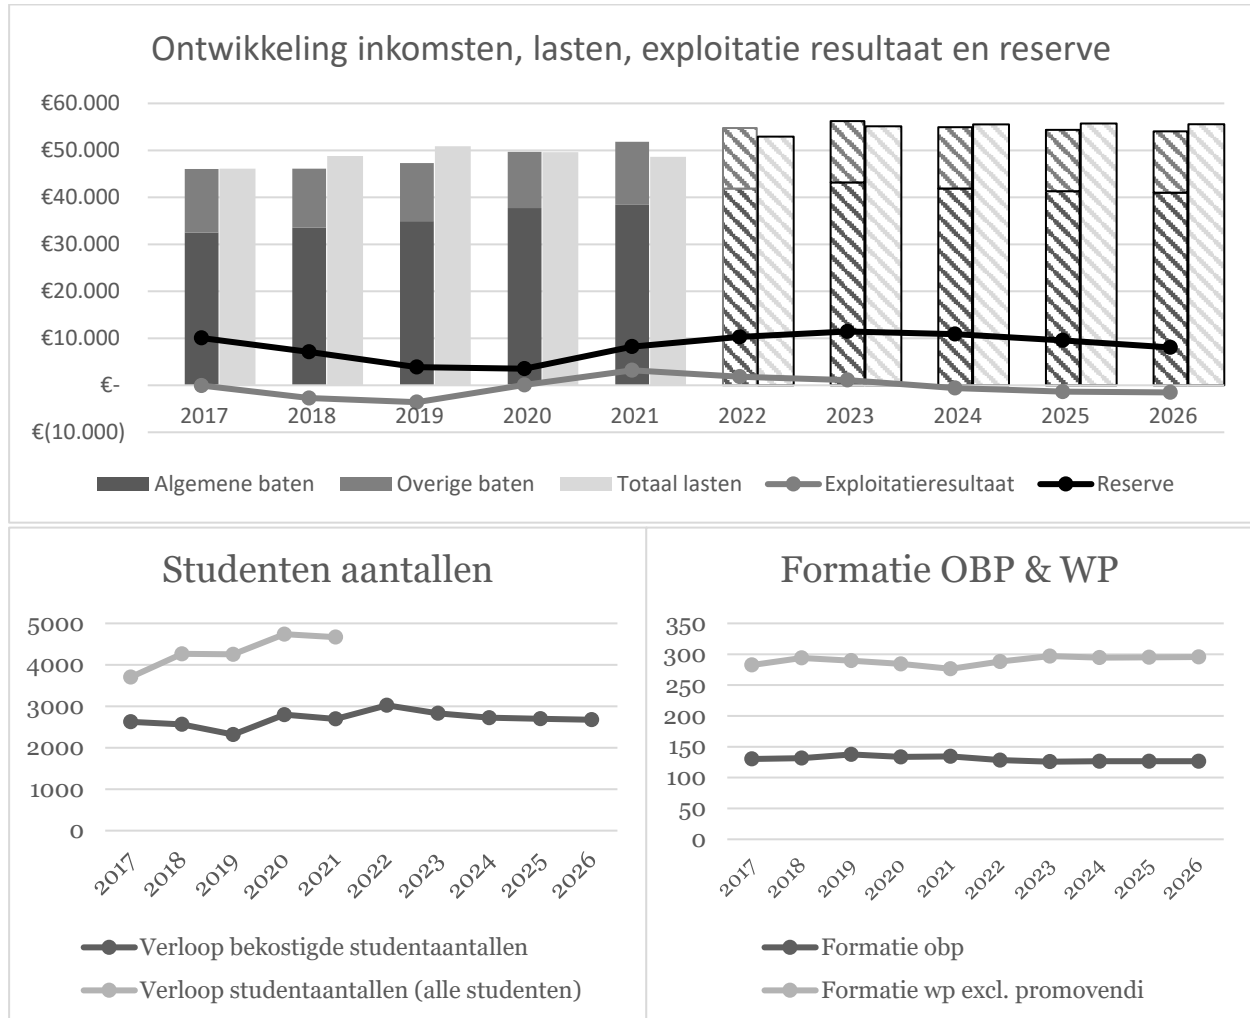 Ontwikkeling inkomsten, lasten, exploitatie resultaat en reserve
€60.000
€50.000
€40.000
€30.000
€20.000
€10.000
€-
€(10.000)
2017 2018 2019 2020 2021 2022 2023 2024 2025 2026
Algemene baten Overige baten Totaal lasten Exploitatieresultaat Reserve
Studenten aantallen
5000
4000
3000
2000
1000
0
2017 2018 2019 2020 2021 2022 2023 2024 2025 2026
Verloop bekostigde studentaantallen
Verloop studentaantallen (alle studenten)
Formatie OBP & WP
350
300
250
200
150
100
50
0
2017 2018 2019 2020 2021 2022 2023 2024 2025 2026
Formatie obp
Formatie wp excl. promovendi